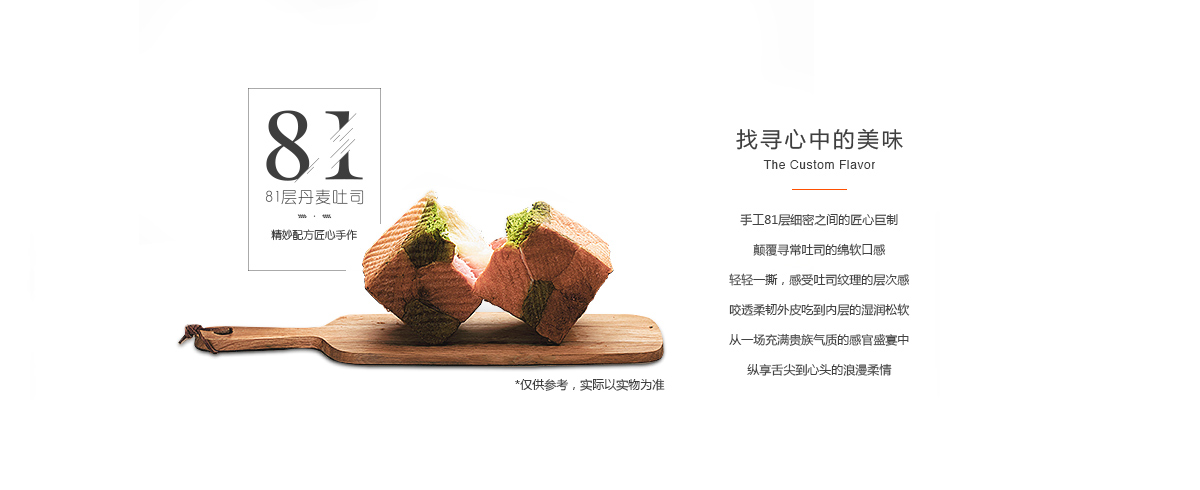 81
81层丹麦吐司
精妙配方匠心手作
*仅供参考，实际以实物为准
找寻心中的美味
The Custom Flavor
手工81层细密之间的匠心巨制
颠覆寻常吐司的绵软口感
轻轻一撕，感受吐司纹理的层次感
咬透柔韧外皮吃到内层的湿润松软
从一场充满贵族气质的感官盛宴中
纵享舌尖到心头的浪漫柔情